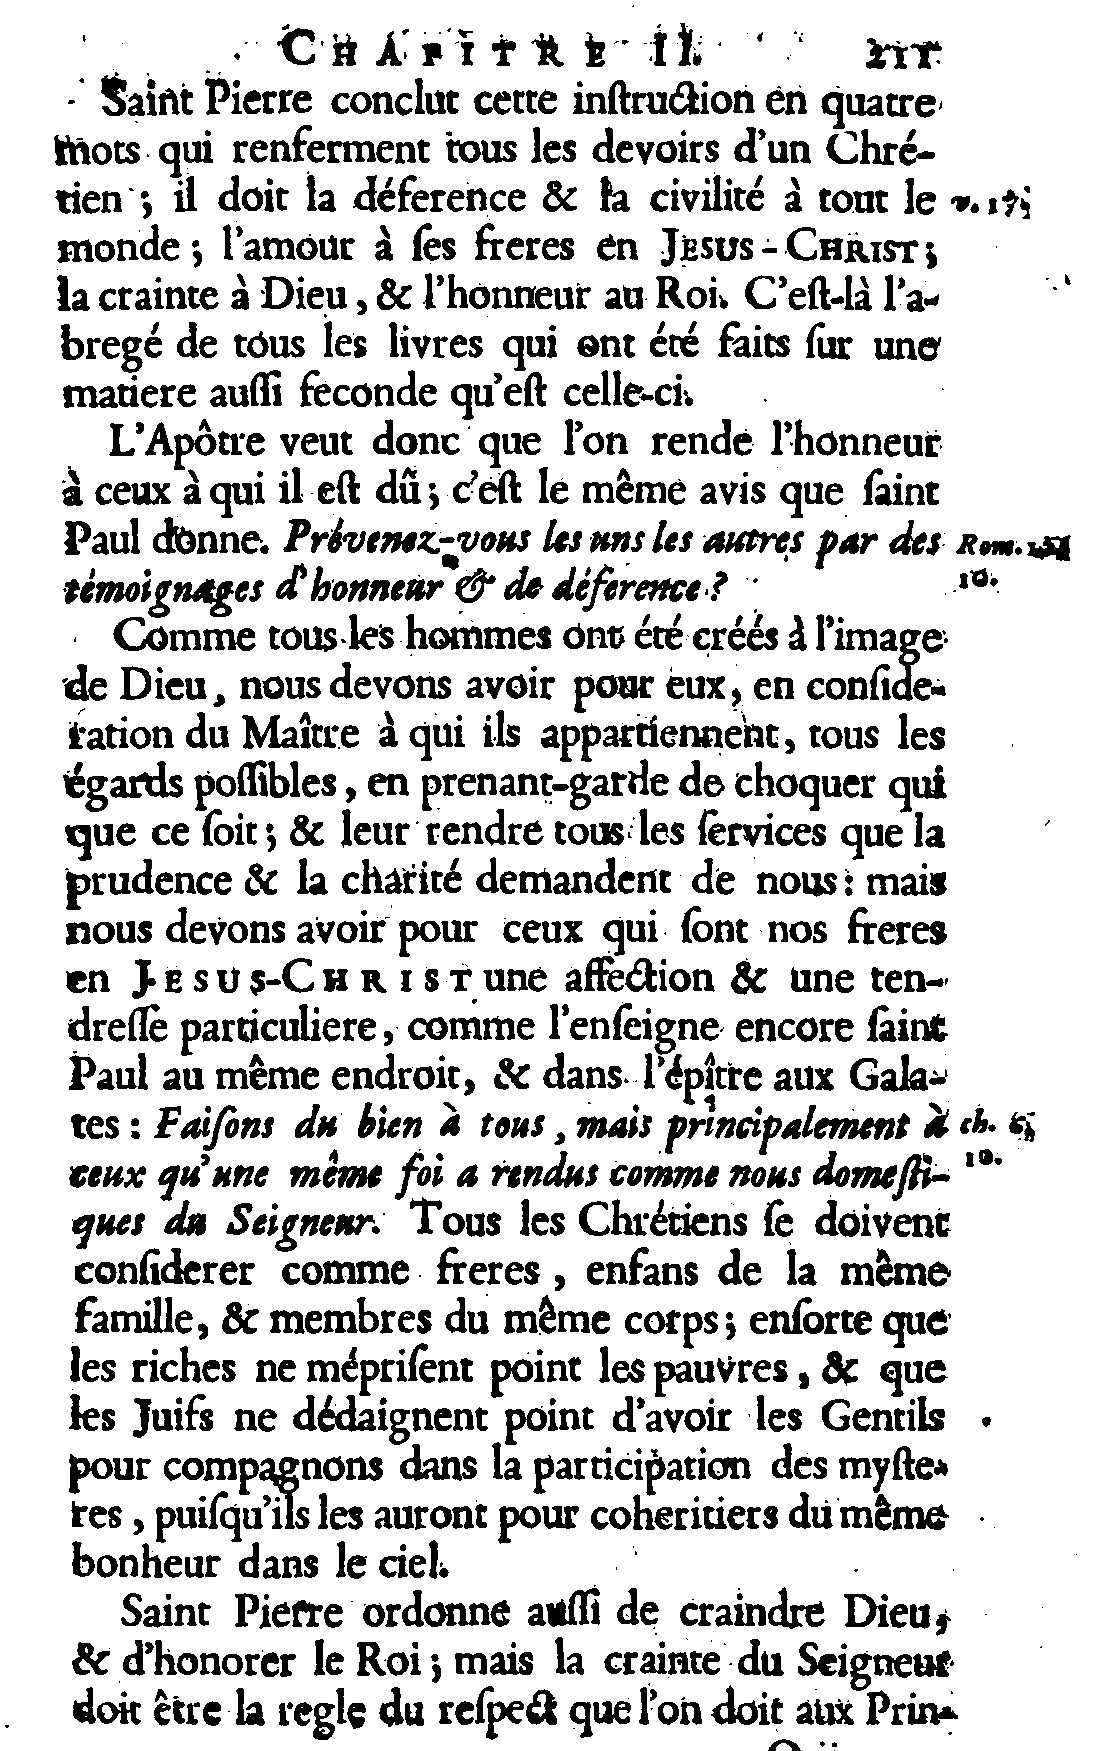 CHAPITRE II. 211
Saint Pierre conclut cette inſtruction en quatre
mots qui renferment tous les devoirs d'un Chré-
tien ; il doit la déference & la civilité à tout le v. 17.
monde ; l'amour à ſes freres en JESUS-CHRIST ;
la crainte à Dieu, & l'honneur au Roi. C'eſt-là l'a-
bregé de tous les livres qui ont été faits ſur une
matiere auſſi feconde qu'eſt celle-ci.
L'Apôtre veut donc que l'on rende l'honneur
à ceux à qui il eſt dû ; c'eſt le même avis que ſaint
Paul donne. Prévenez-vous les uns les autres par des Rom.
témoignages d'honneur & de déference ? 10.
Comme tous les hommes ont été créés à l'image
de Dieu, nous devons avoir pour eux, en conſide-
ration du Maître à qui ils appartiennent, tous les
égards poſſibles, en prenant-garde de choquer qui
que ce ſoit ; & leur rendre tous les ſervices que la
prudence & la charité demandent de nous : mais
nous devons avoir pour ceux qui ſont nos freres
en JESUS-CHRIST une affection & une ten-
dreſſe particuliere, comme l'enſeigne encore ſaint
Paul au même endroit, & dans l'épître aux Gala-
tes : Faiſons du bien à tous, mais principalement à ch. 6.
ceux qu'une même foi a rendus comme nous domeſti- 10.
ques du Seigneur. Tous les Chrétiens ſe doivent
conſiderer comme freres, enfans de la même
famille, & membres du même corps ; enſorte que
les riches ne mépriſent point les pauvres, & que
les Juifs ne dédaignent point d'avoir les Gentils
pour compagnons dans la participation des myſte-
res, puiſqu'ils les auront pour coheritiers du même
bonheur dans le ciel.
Saint Pierre ordonne auſſi de craindre Dieu,
& d'honorer le Roi ; mais la crainte du Seigneur
doit être la regle du reſpect que l'on doit aux Prin-